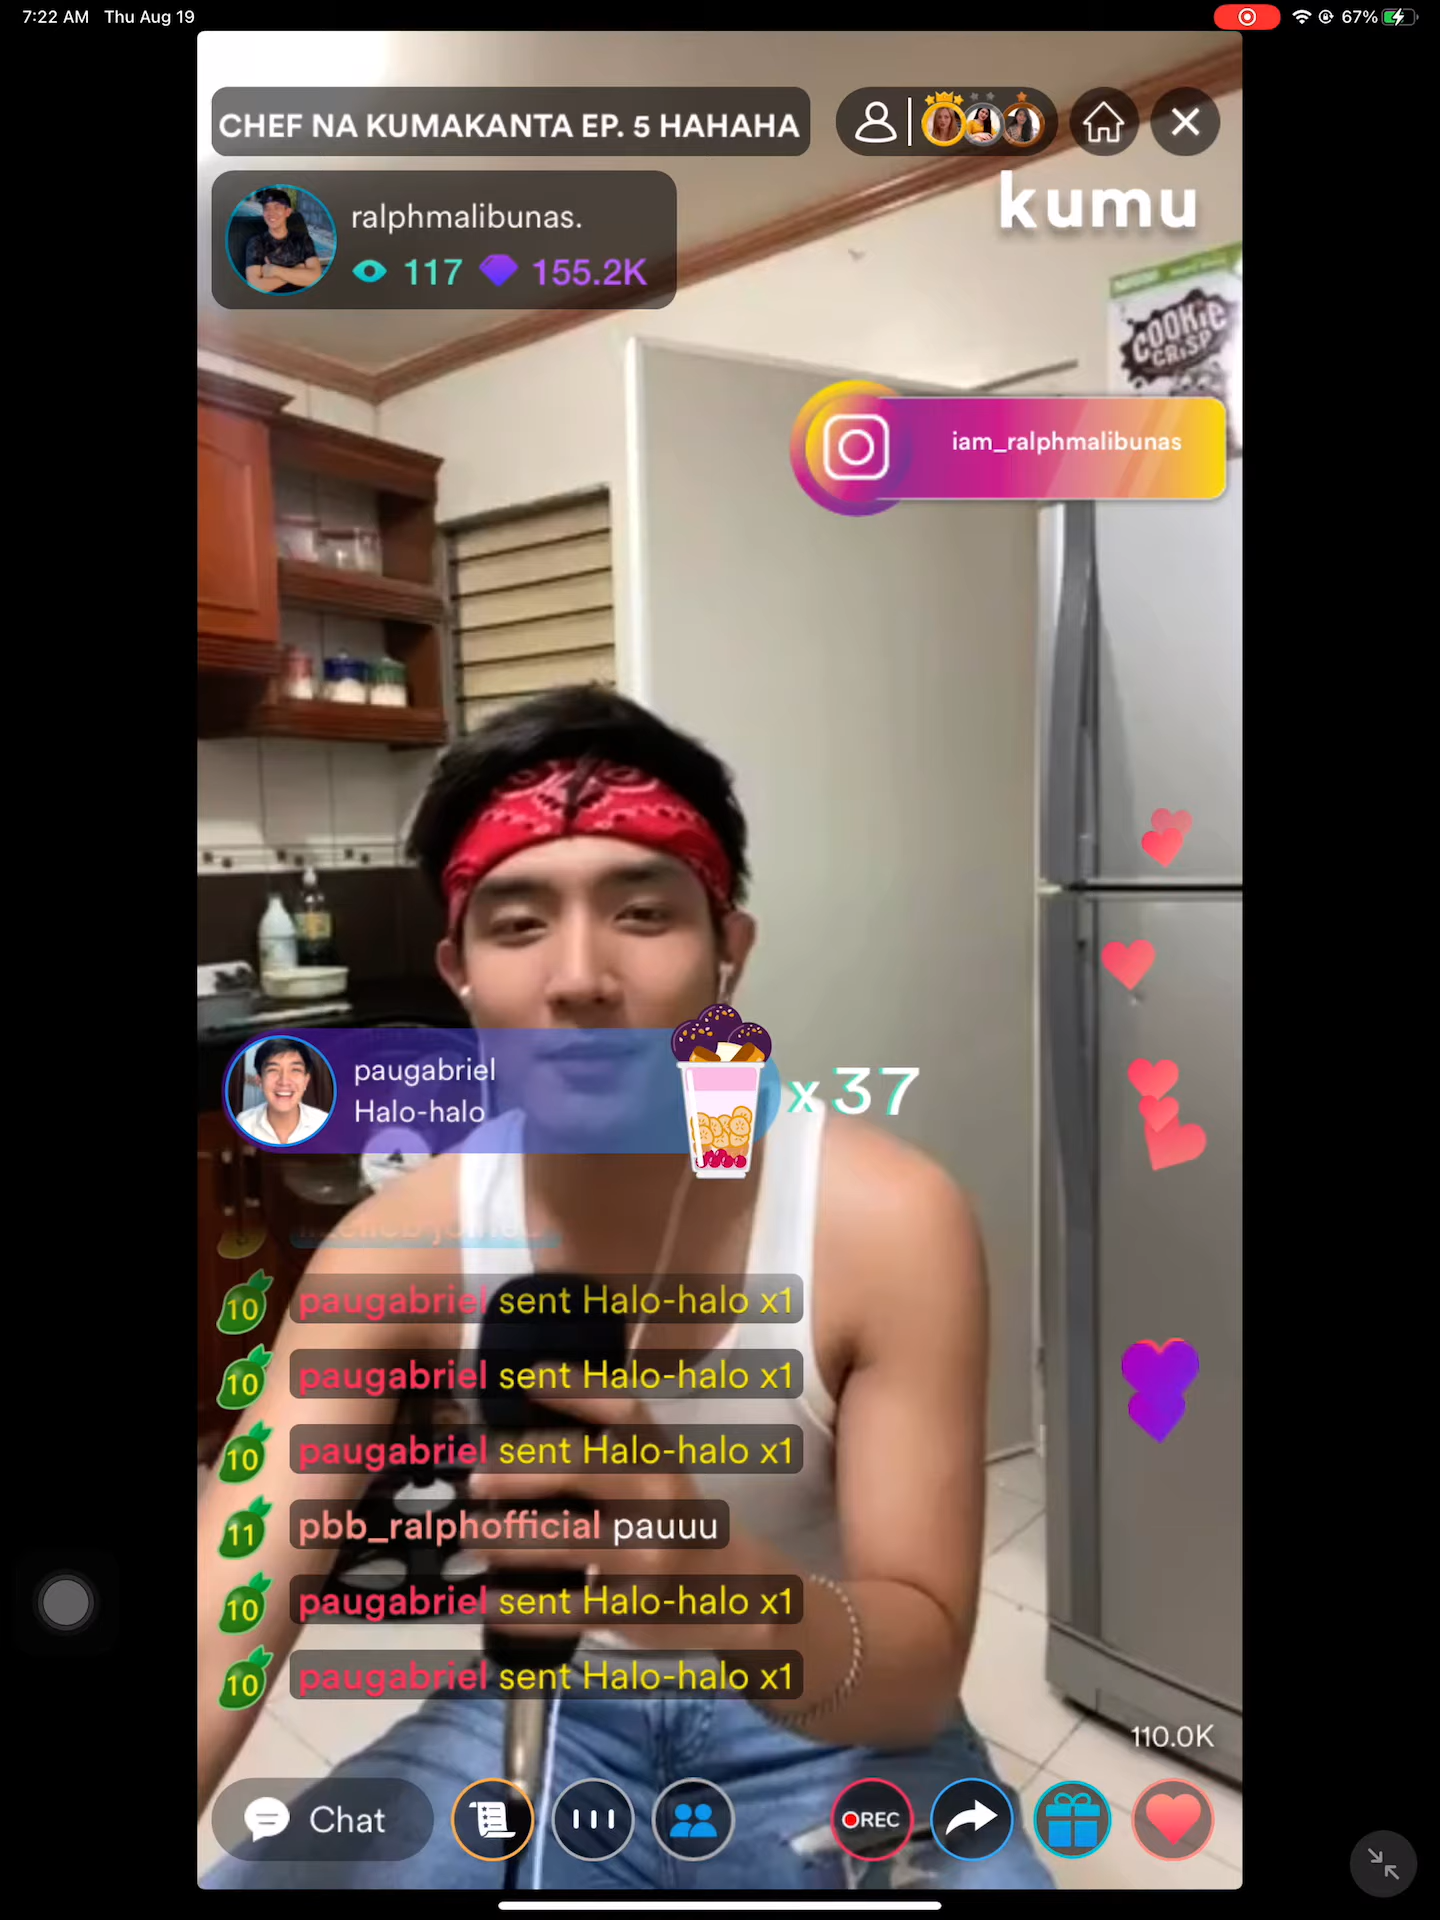 7:22 AM Thu Aug 19
67%
CHEF NA KUMAKANTA EP. 5 HAHAHA
ralphmalibunas.
117 155.2K
kumu
COOKIE
CRISP
iam_ralphmalibunas
paugabriel
Halo-halo
x 37
10 paugabriel sent Halo-halo x1
10 paugabriel sent Halo-halo x1
10 paugabriel sent Halo-halo x1
11 pbb_ralphofficial pauuu
10 paugabriel sent Halo-halo x1
10 paugabriel sent Halo-halo x1
110.0K
Chat
REC